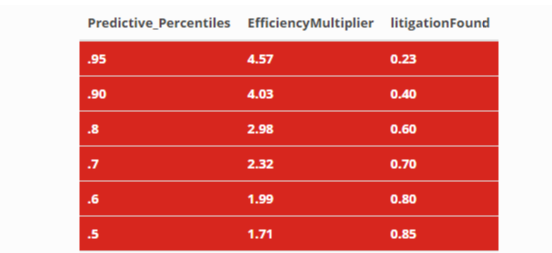 Predictive_Percentiles EfficiencyMultiplier litigationFound
.95 4.57 0.23
.90 4.03 0.40
.8 2.98 0.60
.7 2.32 0.70
.6 1.99 0.80
.5 1.71 0.85